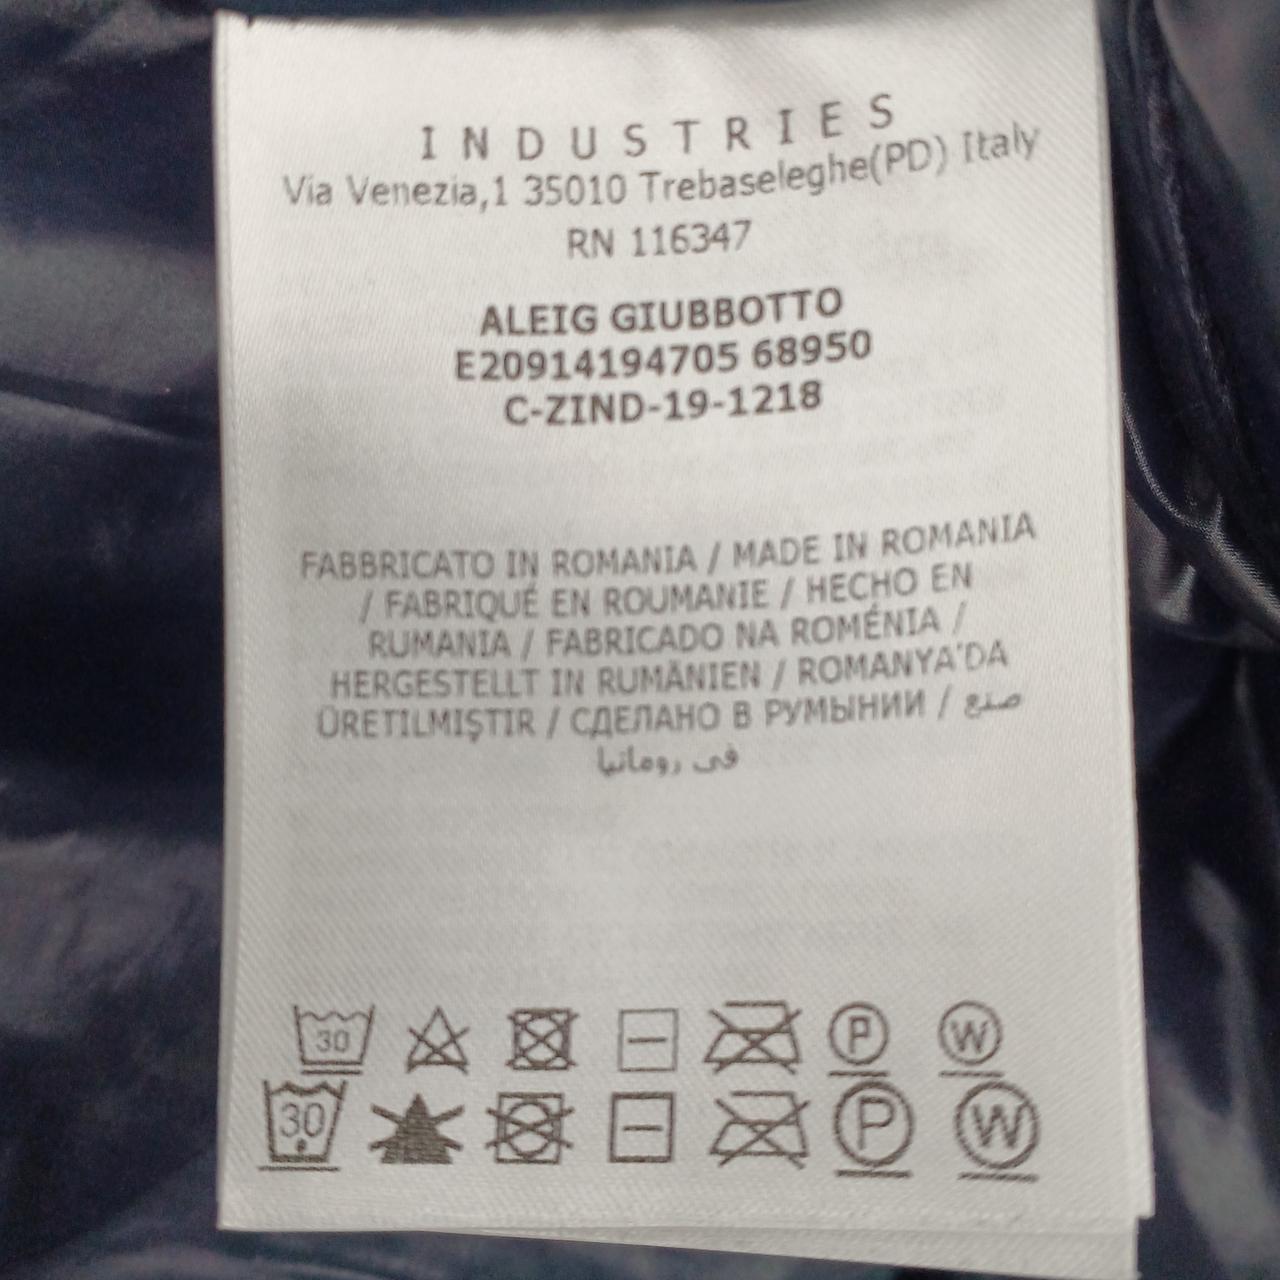 INDUSTRIES
Via Venezia,1 35010 Trebaseleghe(PD) Italy
RN 116347
ALEIG GIUBBOTTO
E20914194705 68950
C-ZIND-19-1218
FABBRICATO IN ROMANIA / MADE IN ROMANIA
/ FABRIQUÉ EN ROUMANIE / HECHO EN
RUMANIA / FABRICADO NA ROMÉNIA /
HERGESTELLT IN RUMÄNIEN / ROMANYA'DA
ÜRETILMIŞTIR / СДЕЛАНО В РУМЫНИИ / صنع
في رومانيا
30 P W
30 P W